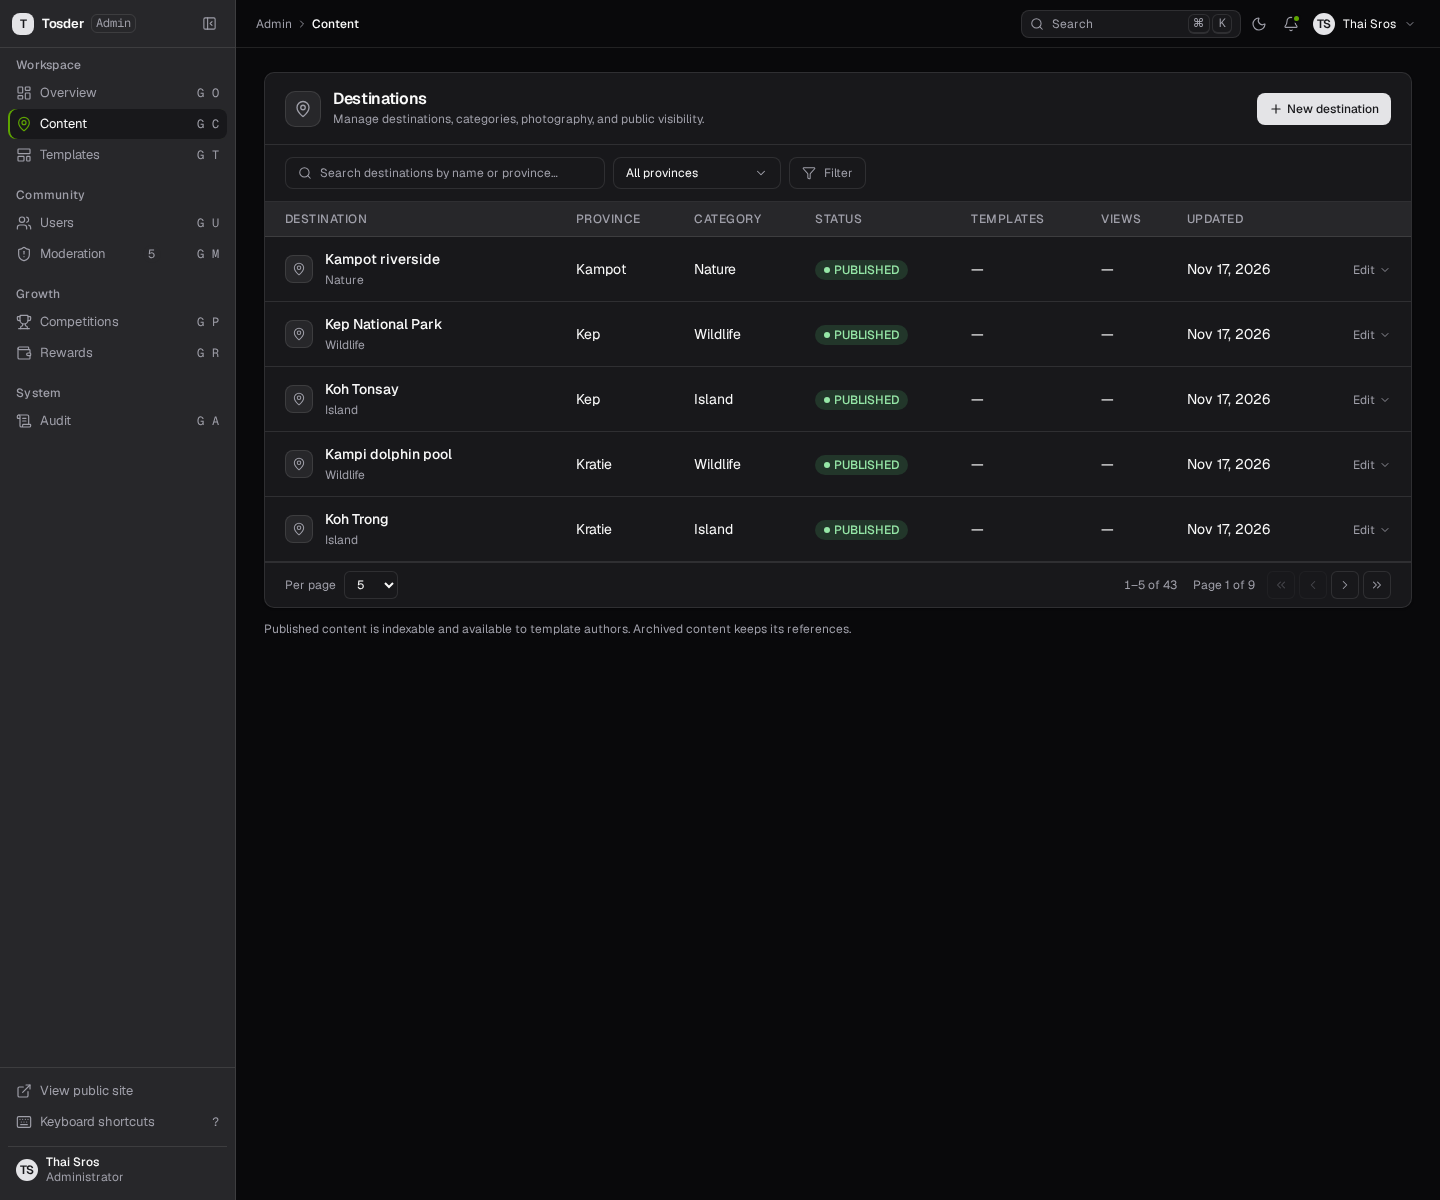 T Tosder Admin
Admin Content
Search ⌘ K
TS Thai Sros
Workspace
Overview G O
Content G C
Templates G T
Community
Users G U
Moderation 5 G M
Growth
Competitions G P
Rewards G R
System
Audit G A
View public site
Keyboard shortcuts ?
TS Thai Sros
Administrator
Destinations
Manage destinations, categories, photography, and public visibility.
New destination
Search destinations by name or province…
All provinces
Filter
DESTINATION PROVINCE CATEGORY STATUS TEMPLATES VIEWS UPDATED
Kampot riverside
Nature
Kampot Nature PUBLISHED — — Nov 17, 2026 Edit
Kep National Park
Wildlife
Kep Wildlife PUBLISHED — — Nov 17, 2026 Edit
Koh Tonsay
Island
Kep Island PUBLISHED — — Nov 17, 2026 Edit
Kampi dolphin pool
Wildlife
Kratie Wildlife PUBLISHED — — Nov 17, 2026 Edit
Koh Trong
Island
Kratie Island PUBLISHED — — Nov 17, 2026 Edit
Per page 5
1–5 of 43 Page 1 of 9
Published content is indexable and available to template authors. Archived content keeps its references.